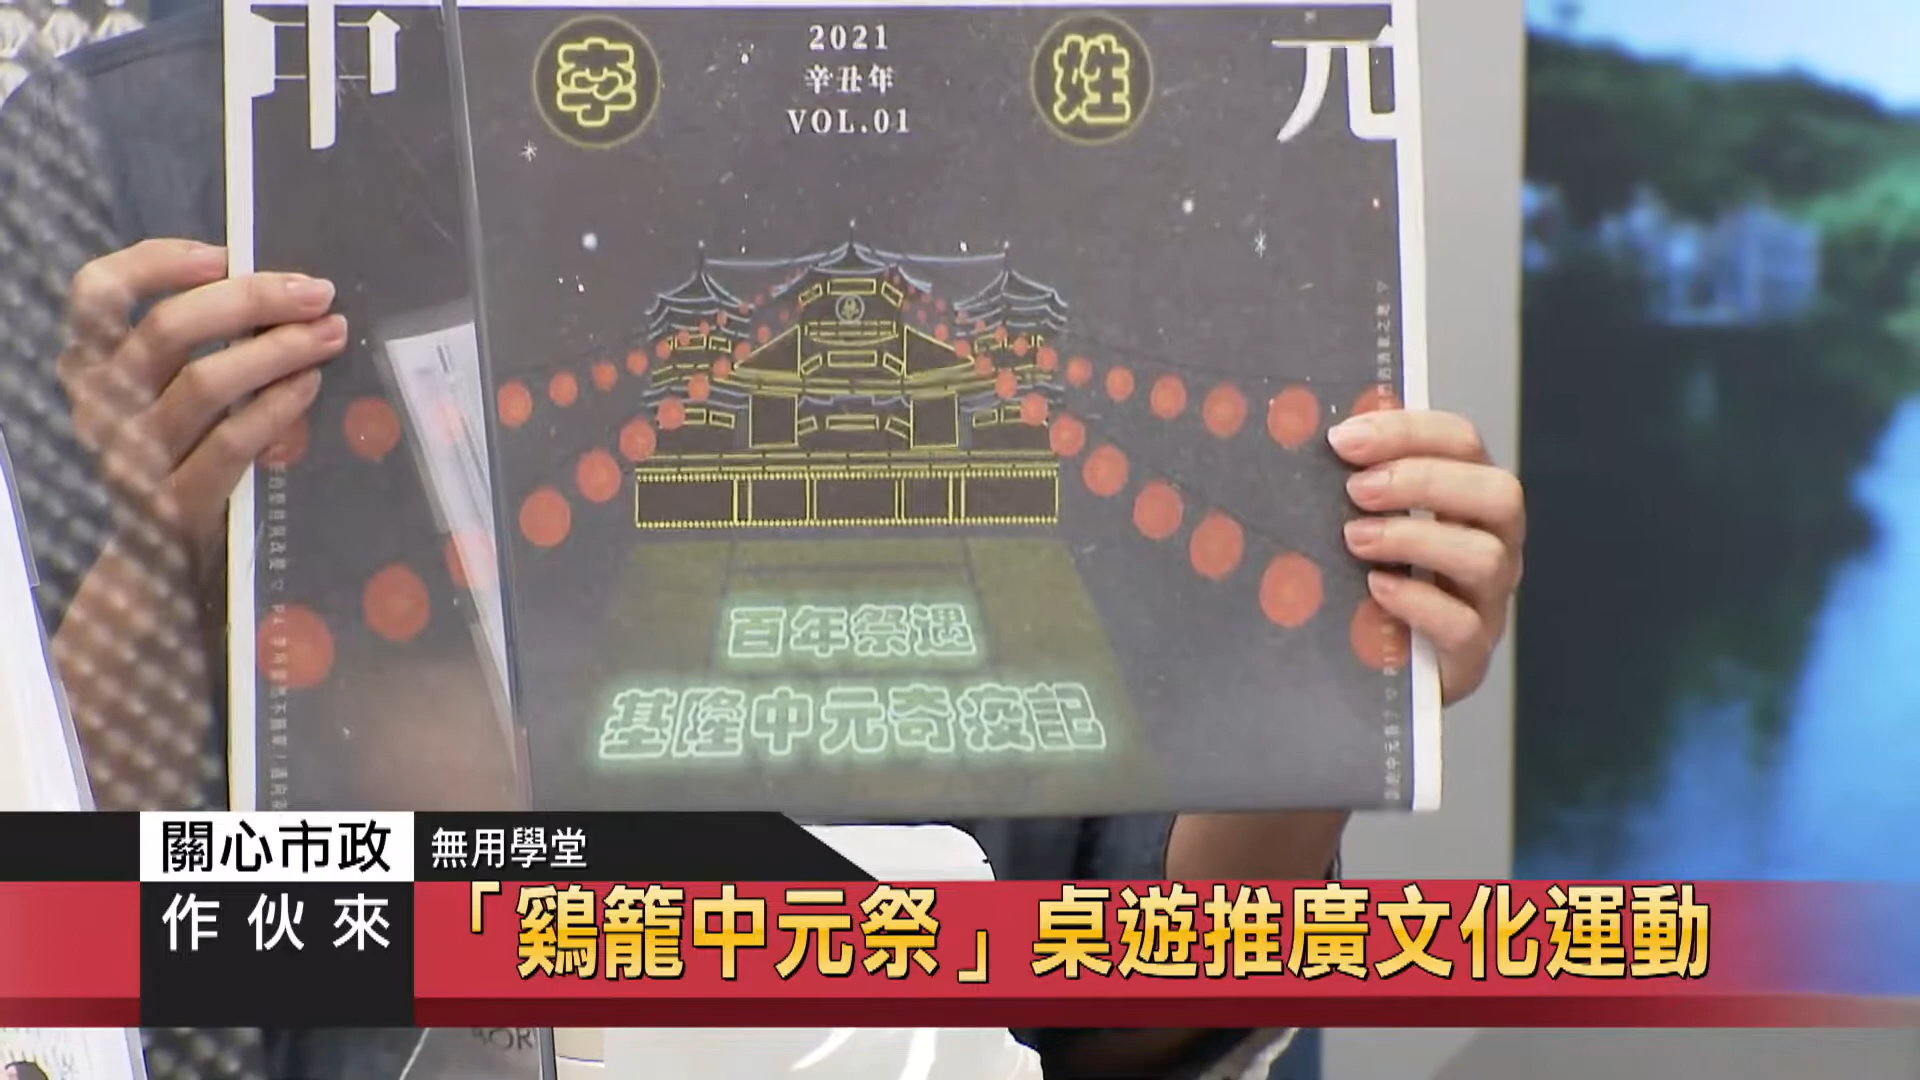 中
李
2021
辛丑年
VOL.01
姓
元
百年祭遇
基隆中元奇疫記
關心市政
作伙來
無用學堂
「鷄籠中元祭」桌遊推廣文化運動